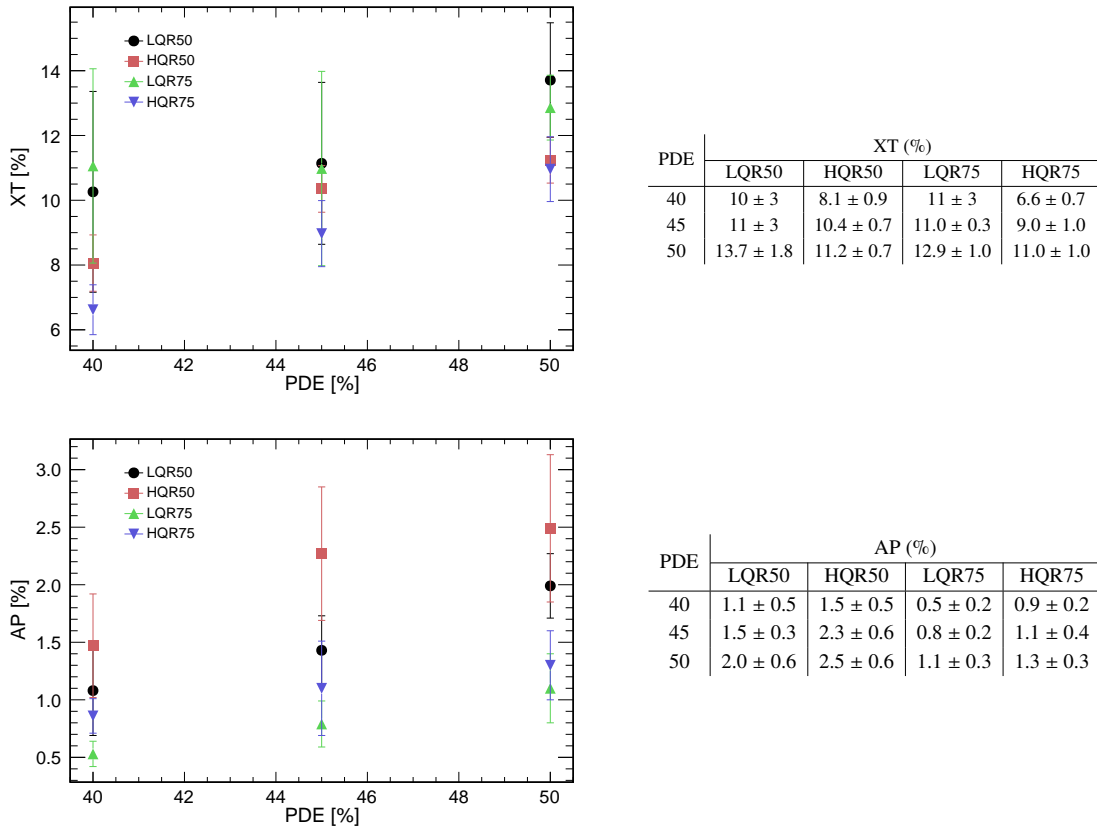 XT [%]
14
12
10
8
6
LQR50
HQR50
LQR75
HQR75
40 42 44 46 48 50
PDE [%]
PDE XT (%)
LQR50 HQR50 LQR75 HQR75
40 10 ± 3 8.1 ± 0.9 11 ± 3 6.6 ± 0.7
45 11 ± 3 10.4 ± 0.7 11.0 ± 0.3 9.0 ± 1.0
50 13.7 ± 1.8 11.2 ± 0.7 12.9 ± 1.0 11.0 ± 1.0
AP [%]
3.0
2.5
2.0
1.5
1.0
0.5
LQR50
HQR50
LQR75
HQR75
40 42 44 46 48 50
PDE [%]
PDE AP (%)
LQR50 HQR50 LQR75 HQR75
40 1.1 ± 0.5 1.5 ± 0.5 0.5 ± 0.2 0.9 ± 0.2
45 1.5 ± 0.3 2.3 ± 0.6 0.8 ± 0.2 1.1 ± 0.4
50 2.0 ± 0.6 2.5 ± 0.6 1.1 ± 0.3 1.3 ± 0.3